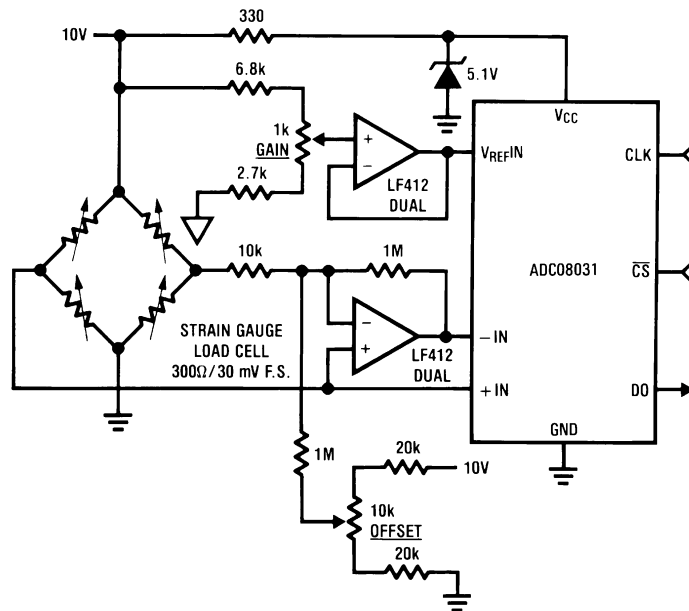 330
10V
5.1V
6.8k
VCC
1k
GAIN
+
−
VREFIN
CLK
2.7k
LF412
DUAL
10k
1M
ADC08031
CS
STRAIN GAUGE
LOAD CELL
300Ω/30 mV F.S.
−
+
LF412
DUAL
−IN
+IN
DO
GND
1M
20k
10V
10k
OFFSET
20k